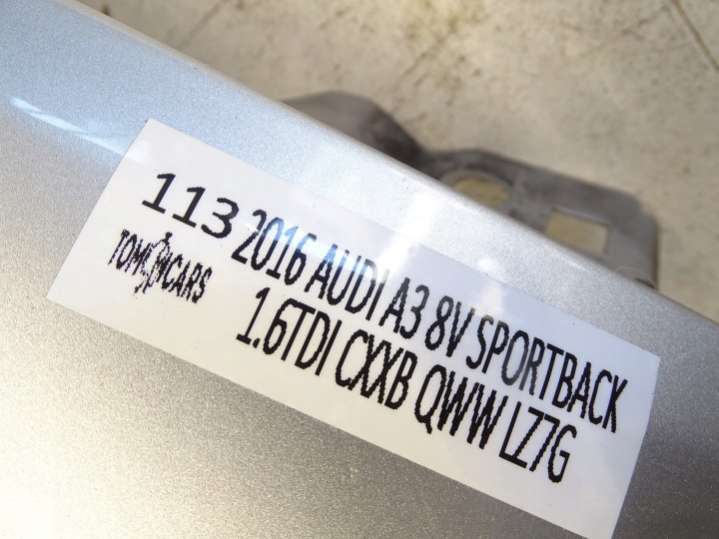 113 2016 AUDI A3 8V SPORTBACK
TOM CARS 1.6TDI CXXB QWW LZ7G